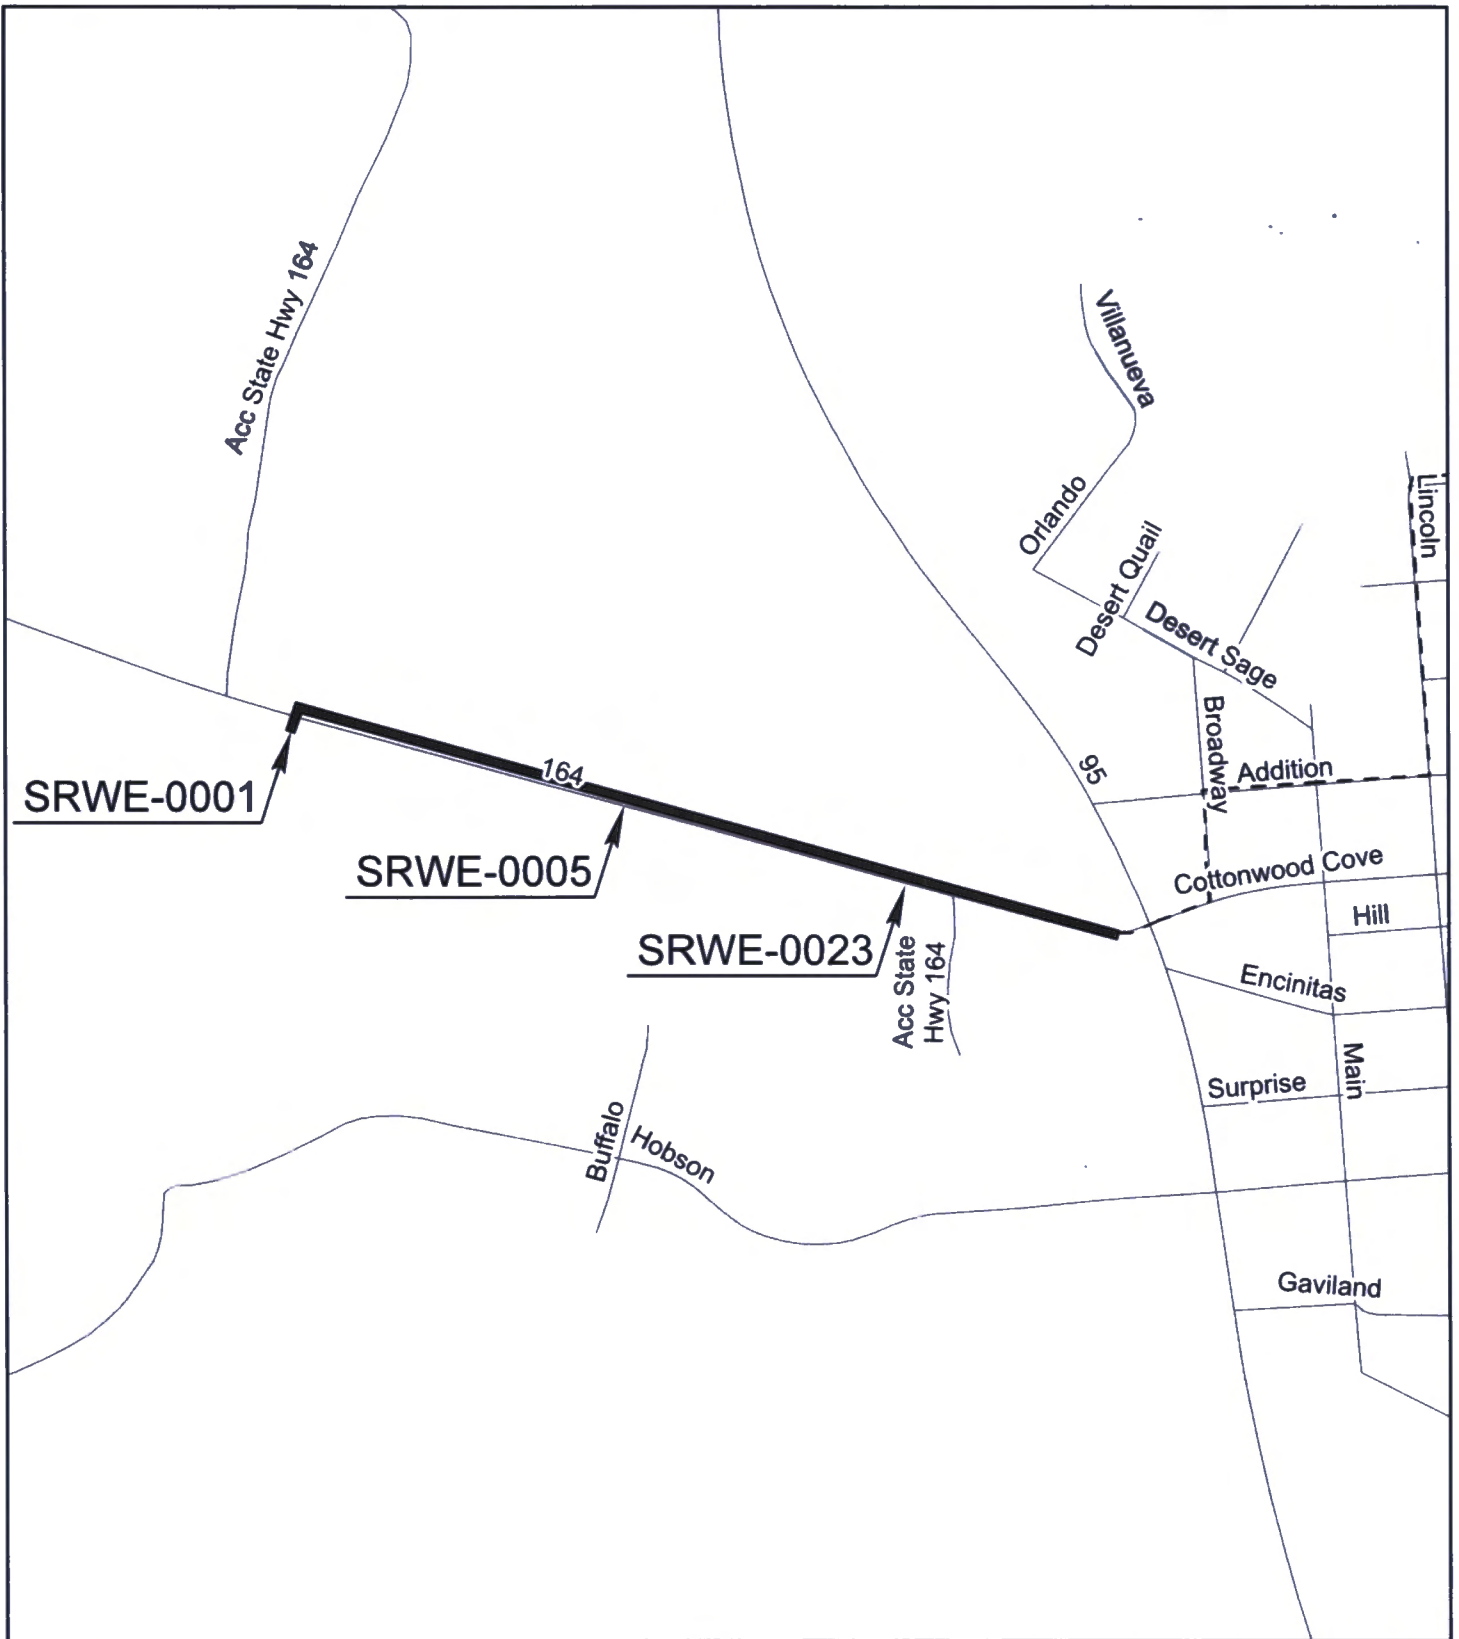 Acc State Hwy 164
Villanueva
Orlando
Lincoln
Desert Quail
Desert Sage
Broadway
95
Addition
164
SRWE-0001
SRWE-0005
Cottonwood Cove
Hill
SRWE-0023
Acc State
Hwy 164
Encinitas
Main
Surprise
Buffalo
Hobson
Gaviland